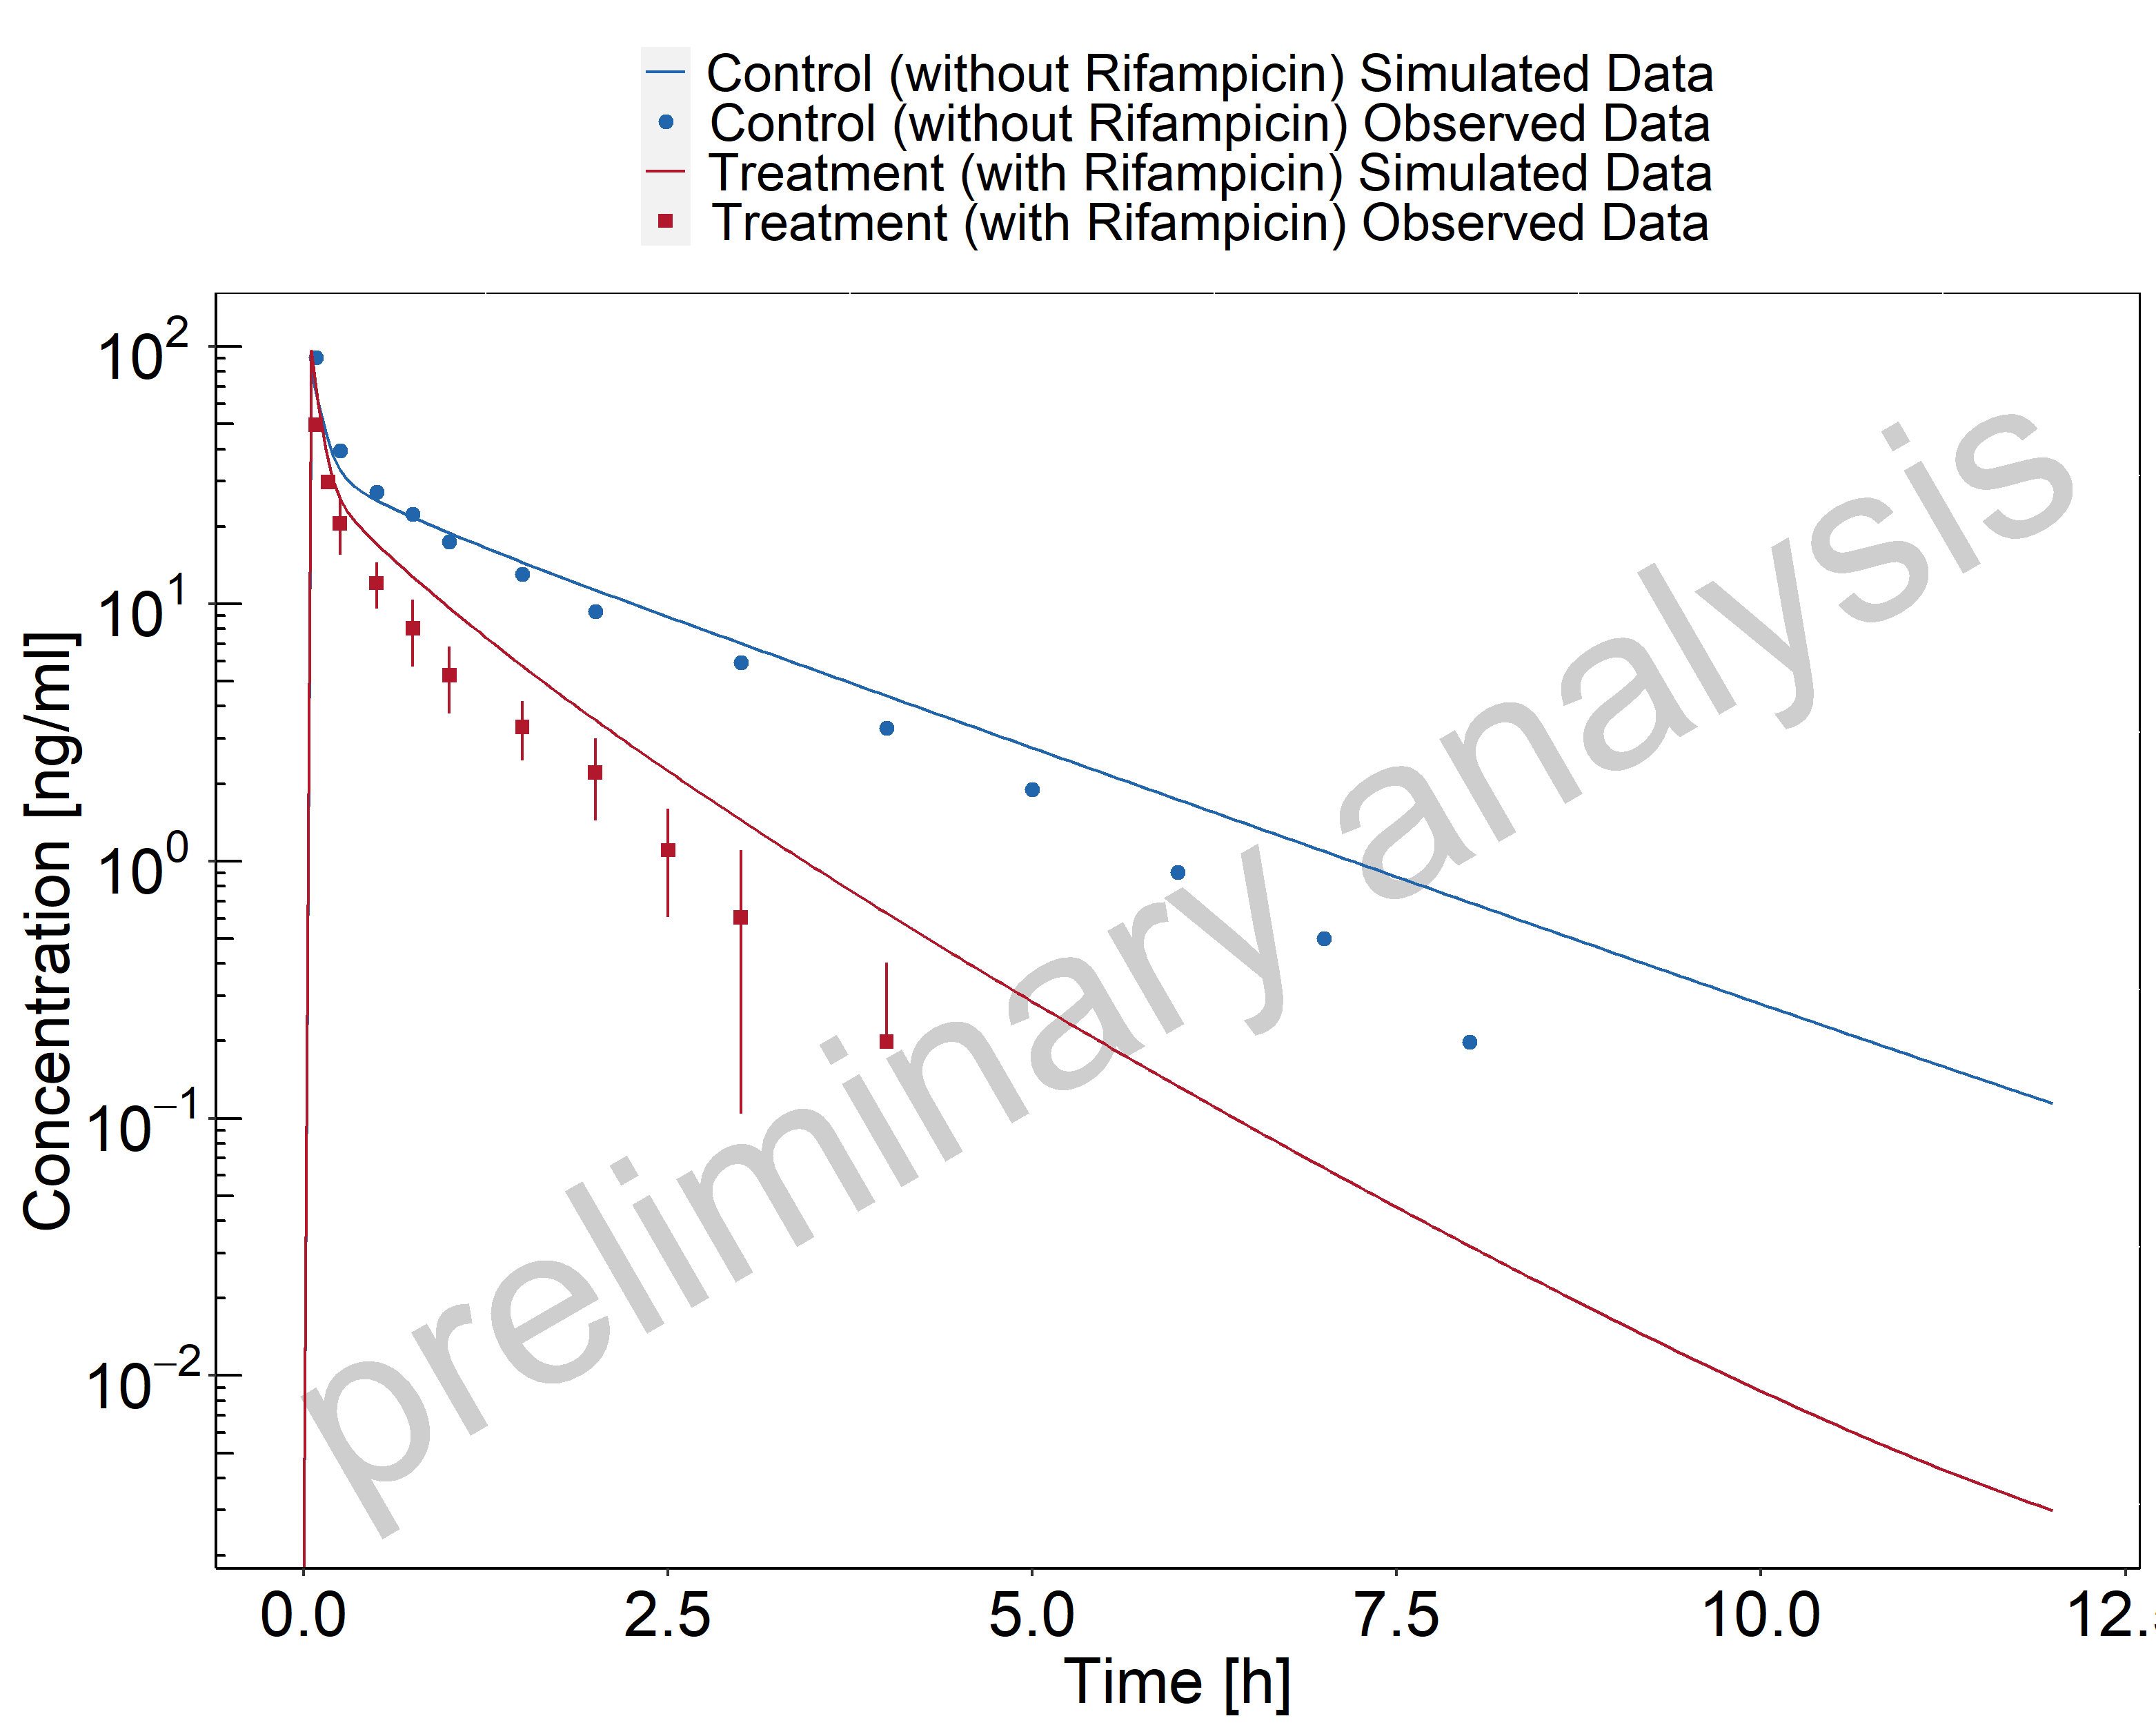 Control (without Rifampicin) Simulated Data
Control (without Rifampicin) Observed Data
Treatment (with Rifampicin) Simulated Data
Treatment (with Rifampicin) Observed Data
10²
10¹
10⁰
10⁻¹
10⁻²
Concentration [ng/ml]
preliminary analysis
0.0 2.5 5.0 7.5 10.0 12.
Time [h]